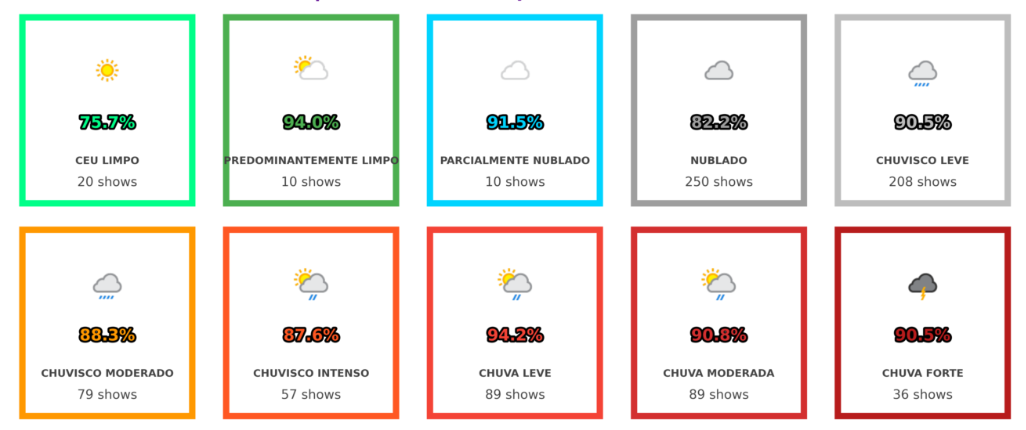 75.7%
CEU LIMPO
20 shows
94.0%
PREDOMINANTEMENTE LIMPO
10 shows
91.5%
PARCIALMENTE NUBLADO
10 shows
82.2%
NUBLADO
250 shows
90.5%
CHUVISCO LEVE
208 shows
88.3%
CHUVISCO MODERADO
79 shows
87.6%
CHUVISCO INTENSO
57 shows
94.2%
CHUVA LEVE
89 shows
90.8%
CHUVA MODERADA
89 shows
90.5%
CHUVA FORTE
36 shows